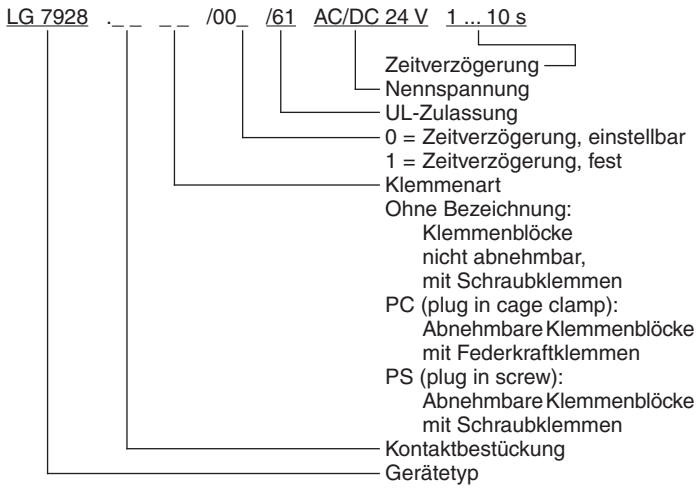 LG 7928 ._ _ _ _ /00_ /61 AC/DC 24 V 1 ... 10 s
Zeitverzögerung
Nennspannung
UL-Zulassung
0 = Zeitverzögerung, einstellbar
1 = Zeitverzögerung, fest
Klemmenart
Ohne Bezeichnung:
Klemmenblöcke
nicht abnehmbar,
mit Schraubklemmen
PC (plug in cage clamp):
Abnehmbare Klemmenblöcke
mit Federkraftklemmen
PS (plug in screw):
Abnehmbare Klemmenblöcke
mit Schraubklemmen
Kontaktbestückung
Gerätetyp